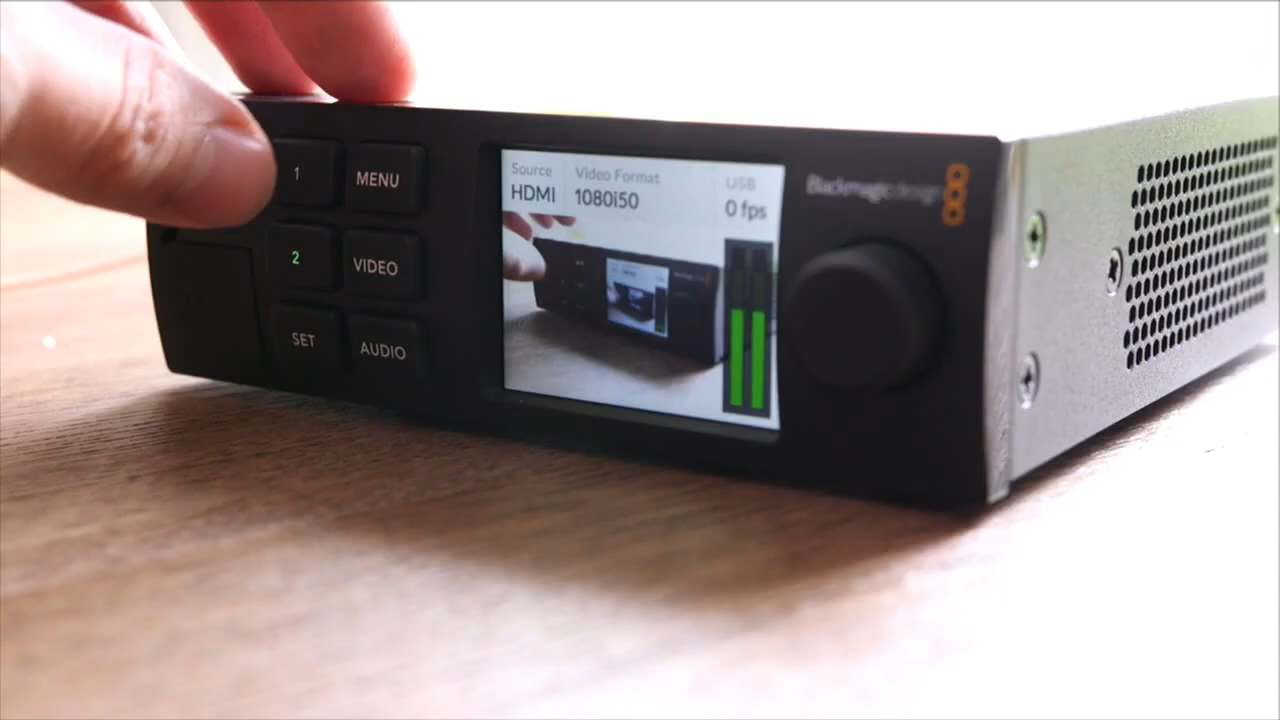 1
MENU
2
VIDEO
SET
AUDIO
Source
HDMI
Video Format
1080i50
USB
0 fps
Blackmagicdesign